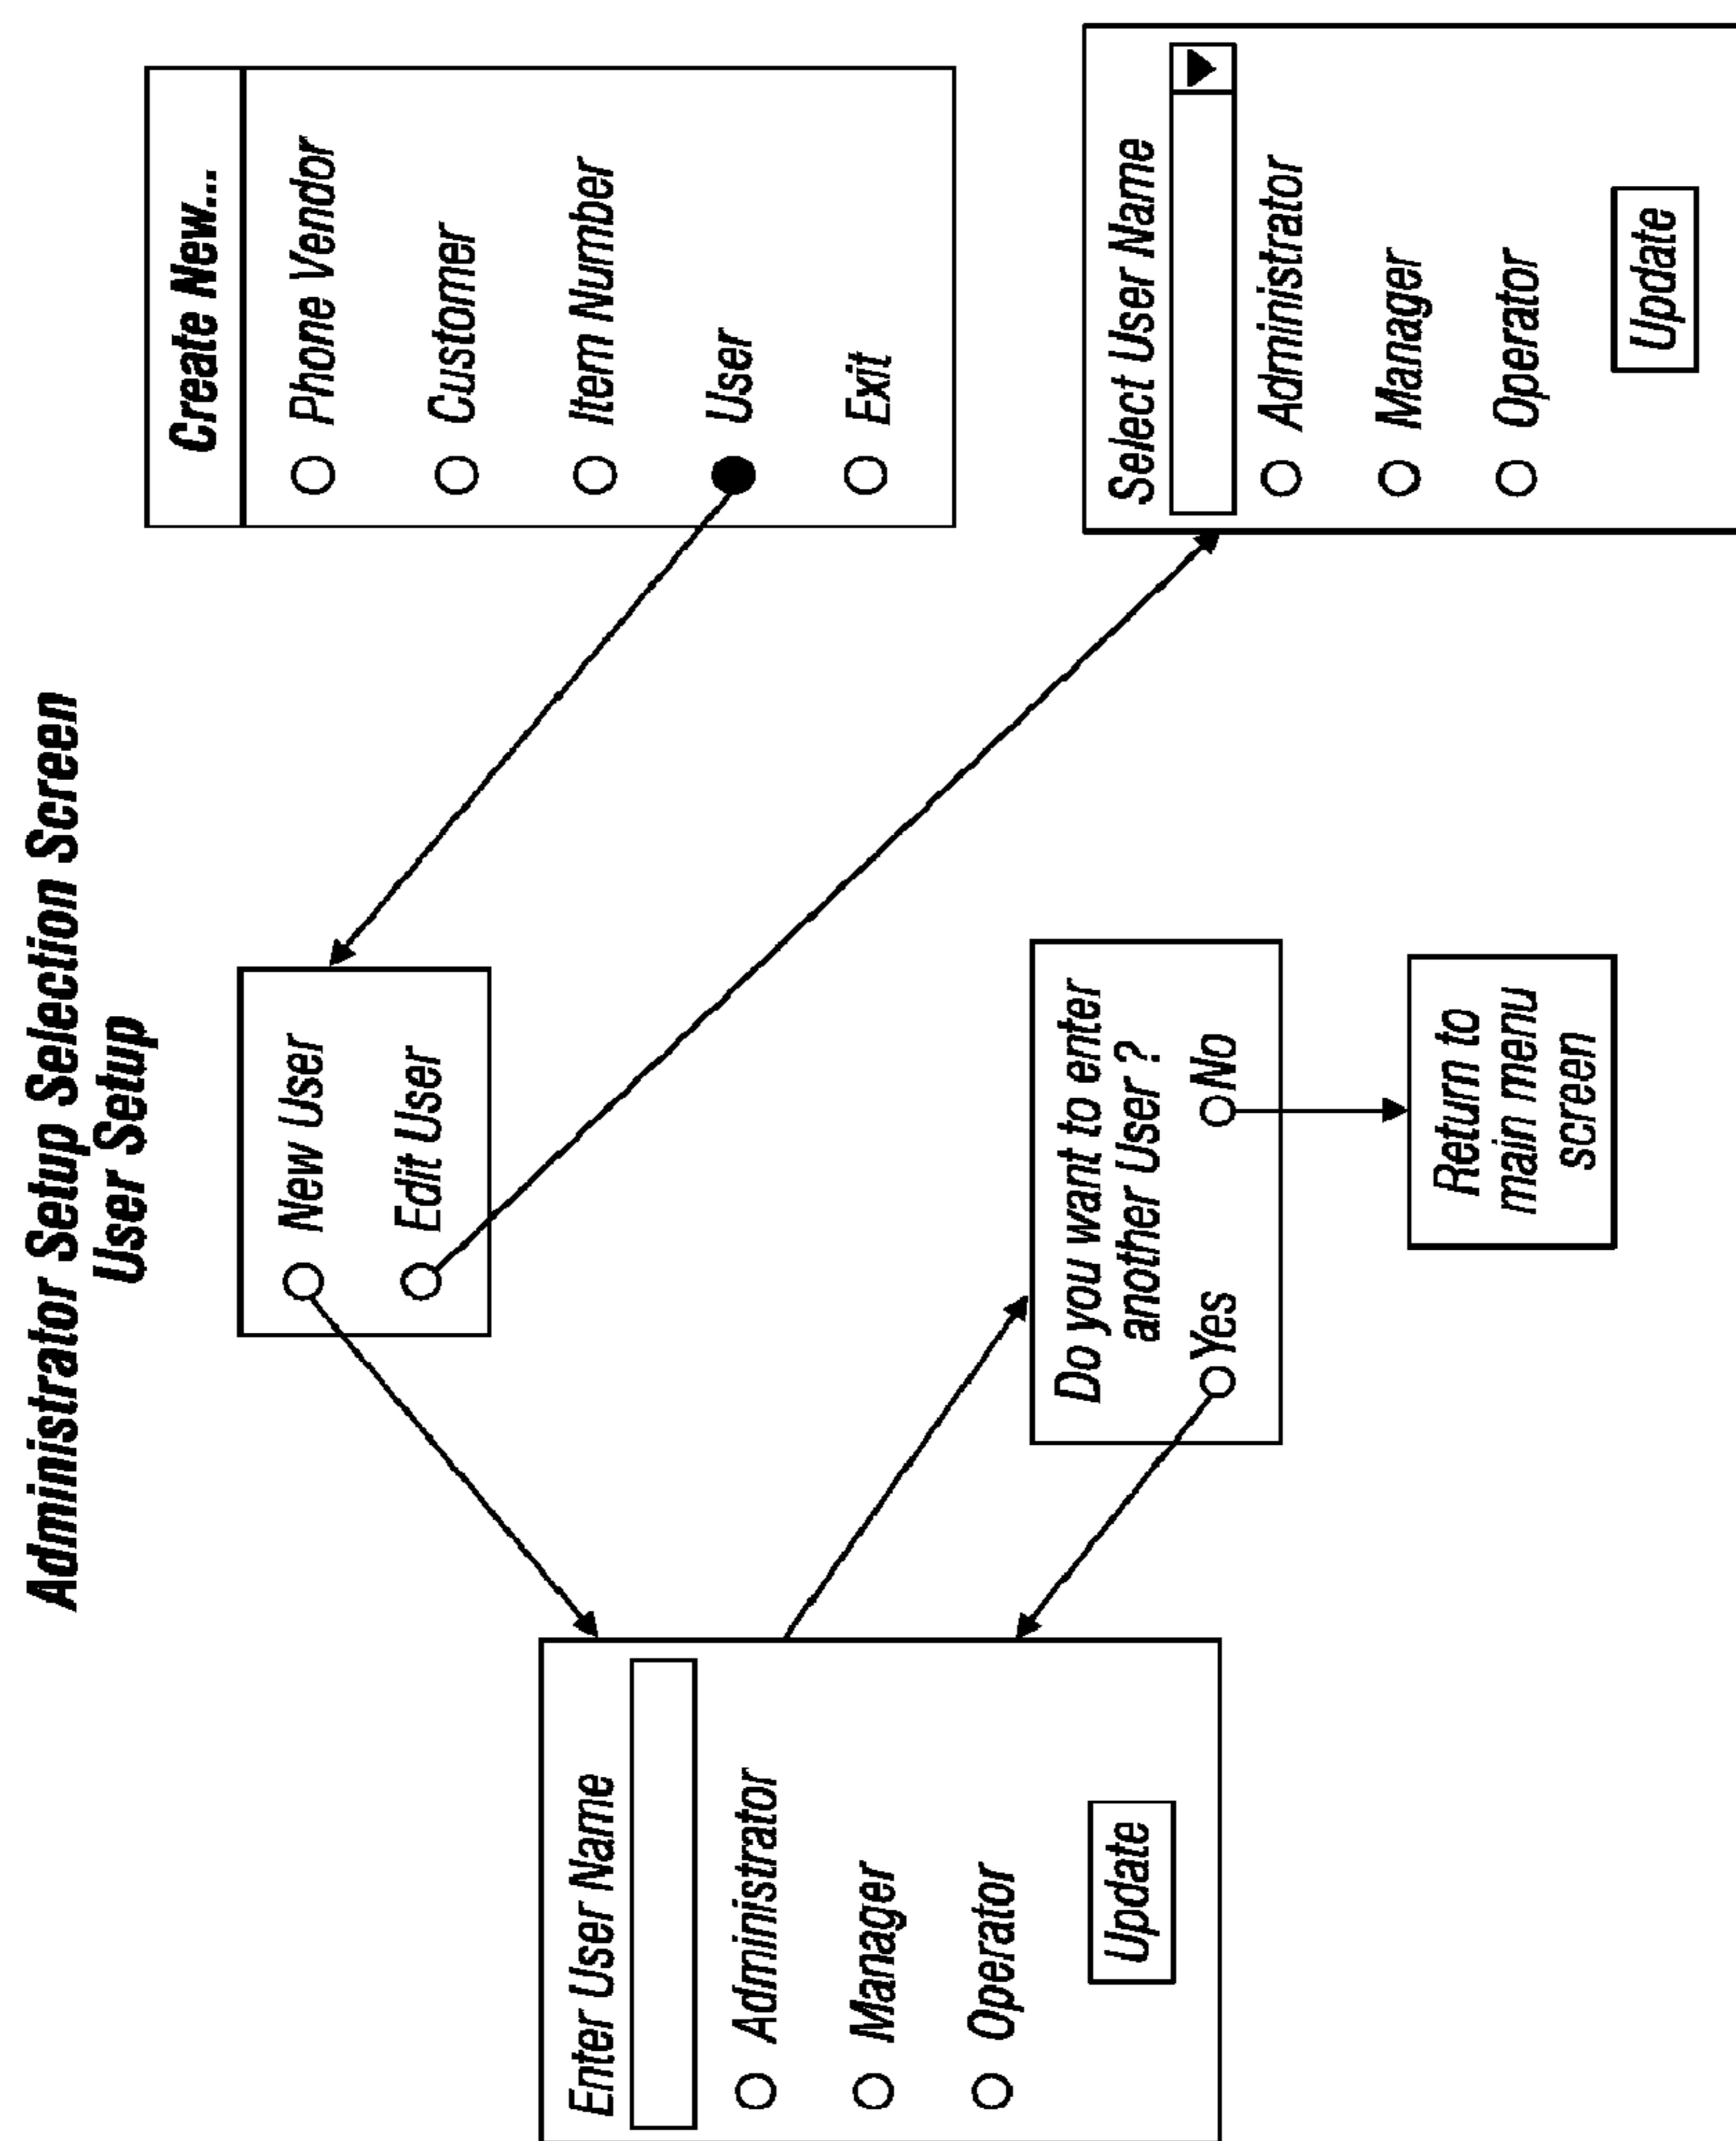 Administrator Setup Selection Screen
User Setup
Create New...
Phone Vendor
Customer
Item Number
User
Exit
New User
Edit User
Enter User Name
Administrator
Manager
Operator
Update
Do you want to enter
another User ?
Yes
No
Return to
main menu
screen
Select User Name
Administrator
Manager
Operator
Update